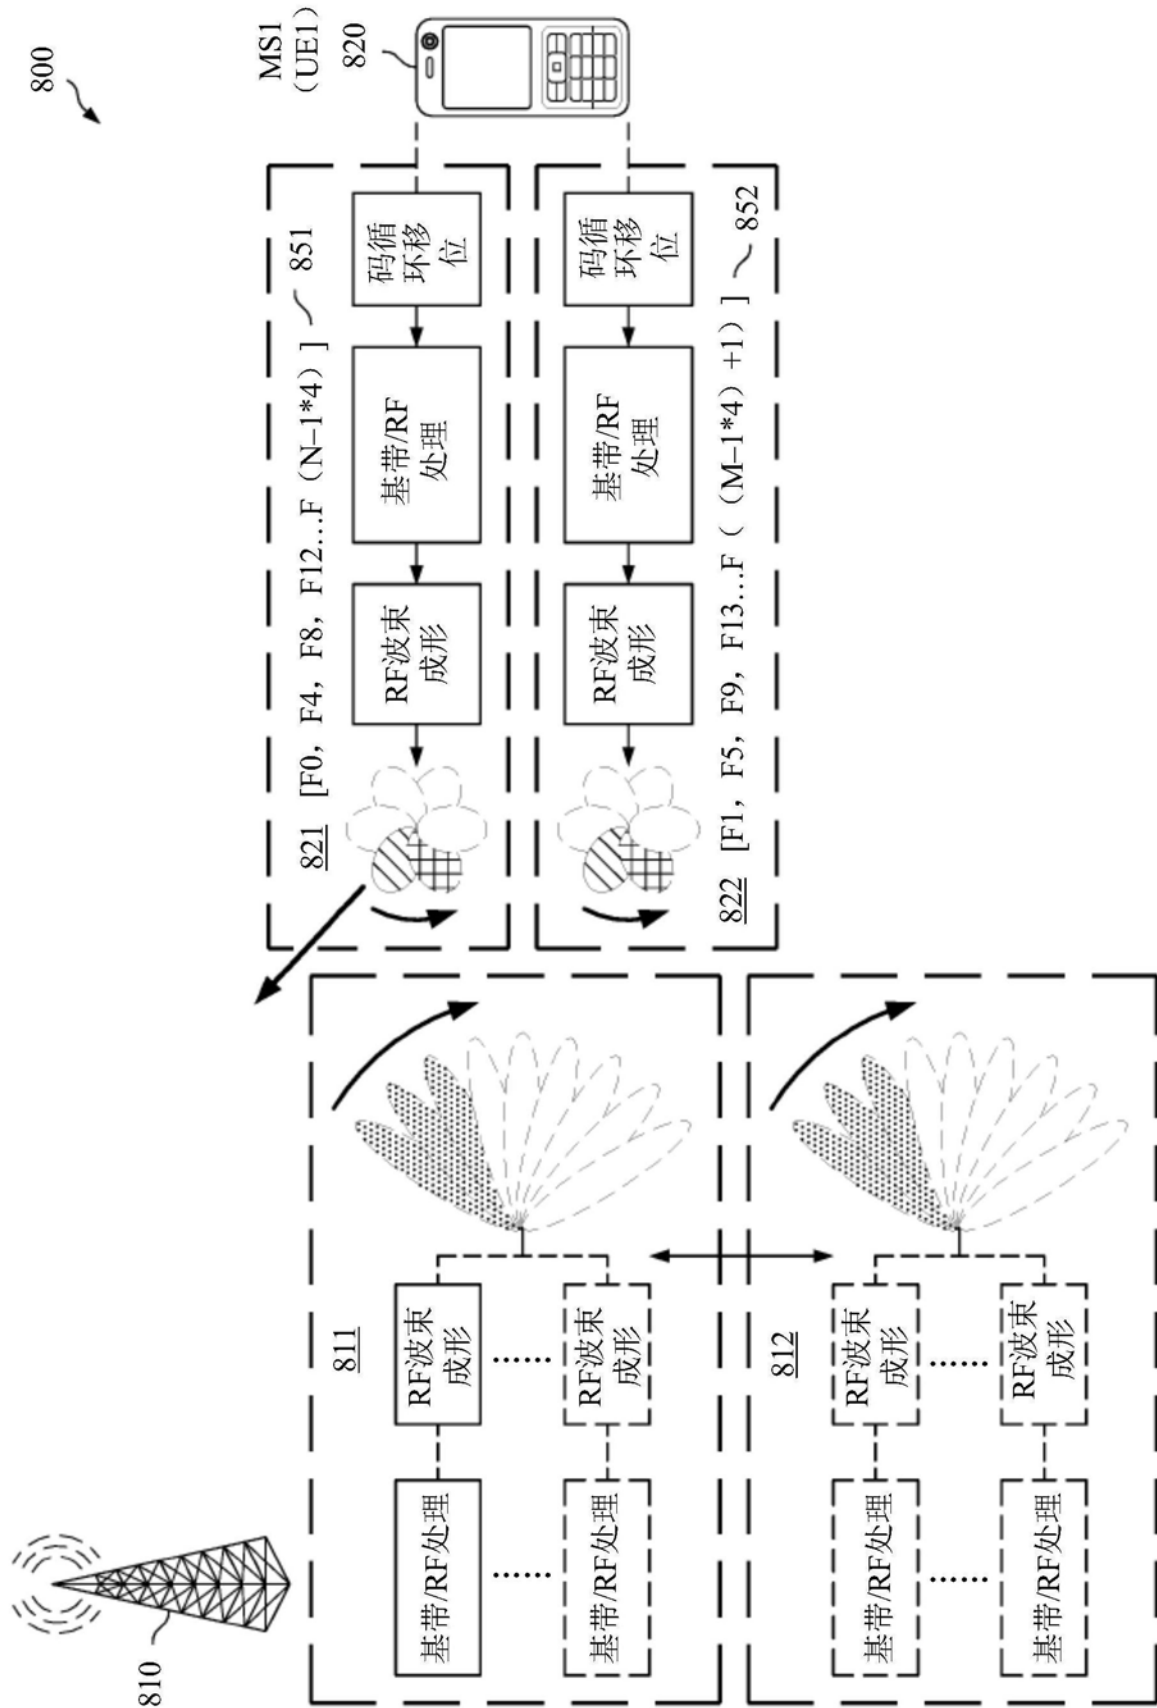 800
MS1
(UE1)
820
821 [F0, F4, F8, F12...F（N–1*4）] 851
码循
环移
位
基带/RF
处理
RF波束
成形
码循
环移
位
基带/RF
处理
RF波束
成形
822 [F1, F5, F9, F13...F（（M–1*4）+1）] 852
810
811
基带/RF处理
RF波束
成形
......
......
基带/RF处理
RF波束
成形
812
基带/RF处理
RF波束
成形
......
......
基带/RF处理
RF波束
成形